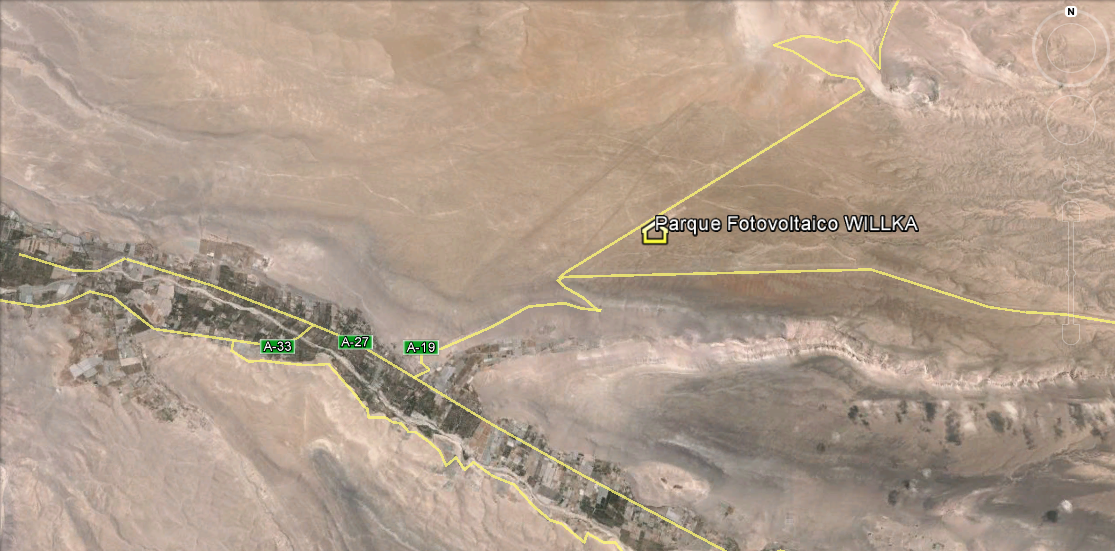 N
Parque Fotovoltaico WILLKA
A-33
A-27
A-19